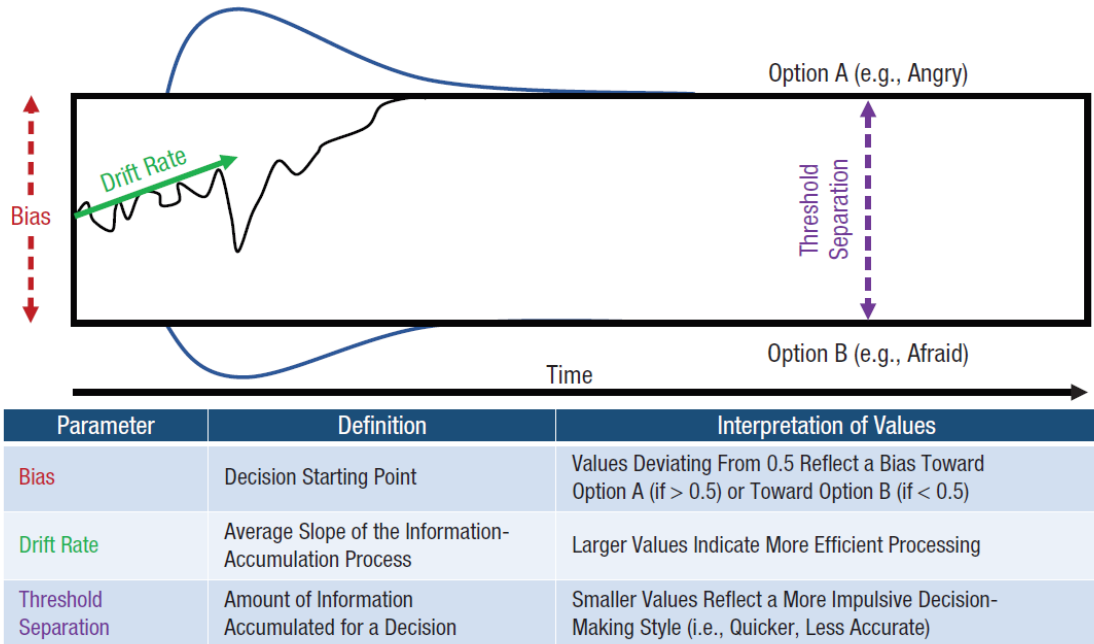 Option A (e.g., Angry)
Drift Rate
Bias
Threshold
Separation
Option B (e.g., Afraid)
Time
Parameter
Definition
Interpretation of Values
Bias
Decision Starting Point
Values Deviating From 0.5 Reflect a Bias Toward
Option A (if > 0.5) or Toward Option B (if < 0.5)
Drift Rate
Average Slope of the Information-
Accumulation Process
Larger Values Indicate More Efficient Processing
Threshold
Separation
Amount of Information
Accumulated for a Decision
Smaller Values Reflect a More Impulsive Decision-
Making Style (i.e., Quicker, Less Accurate)